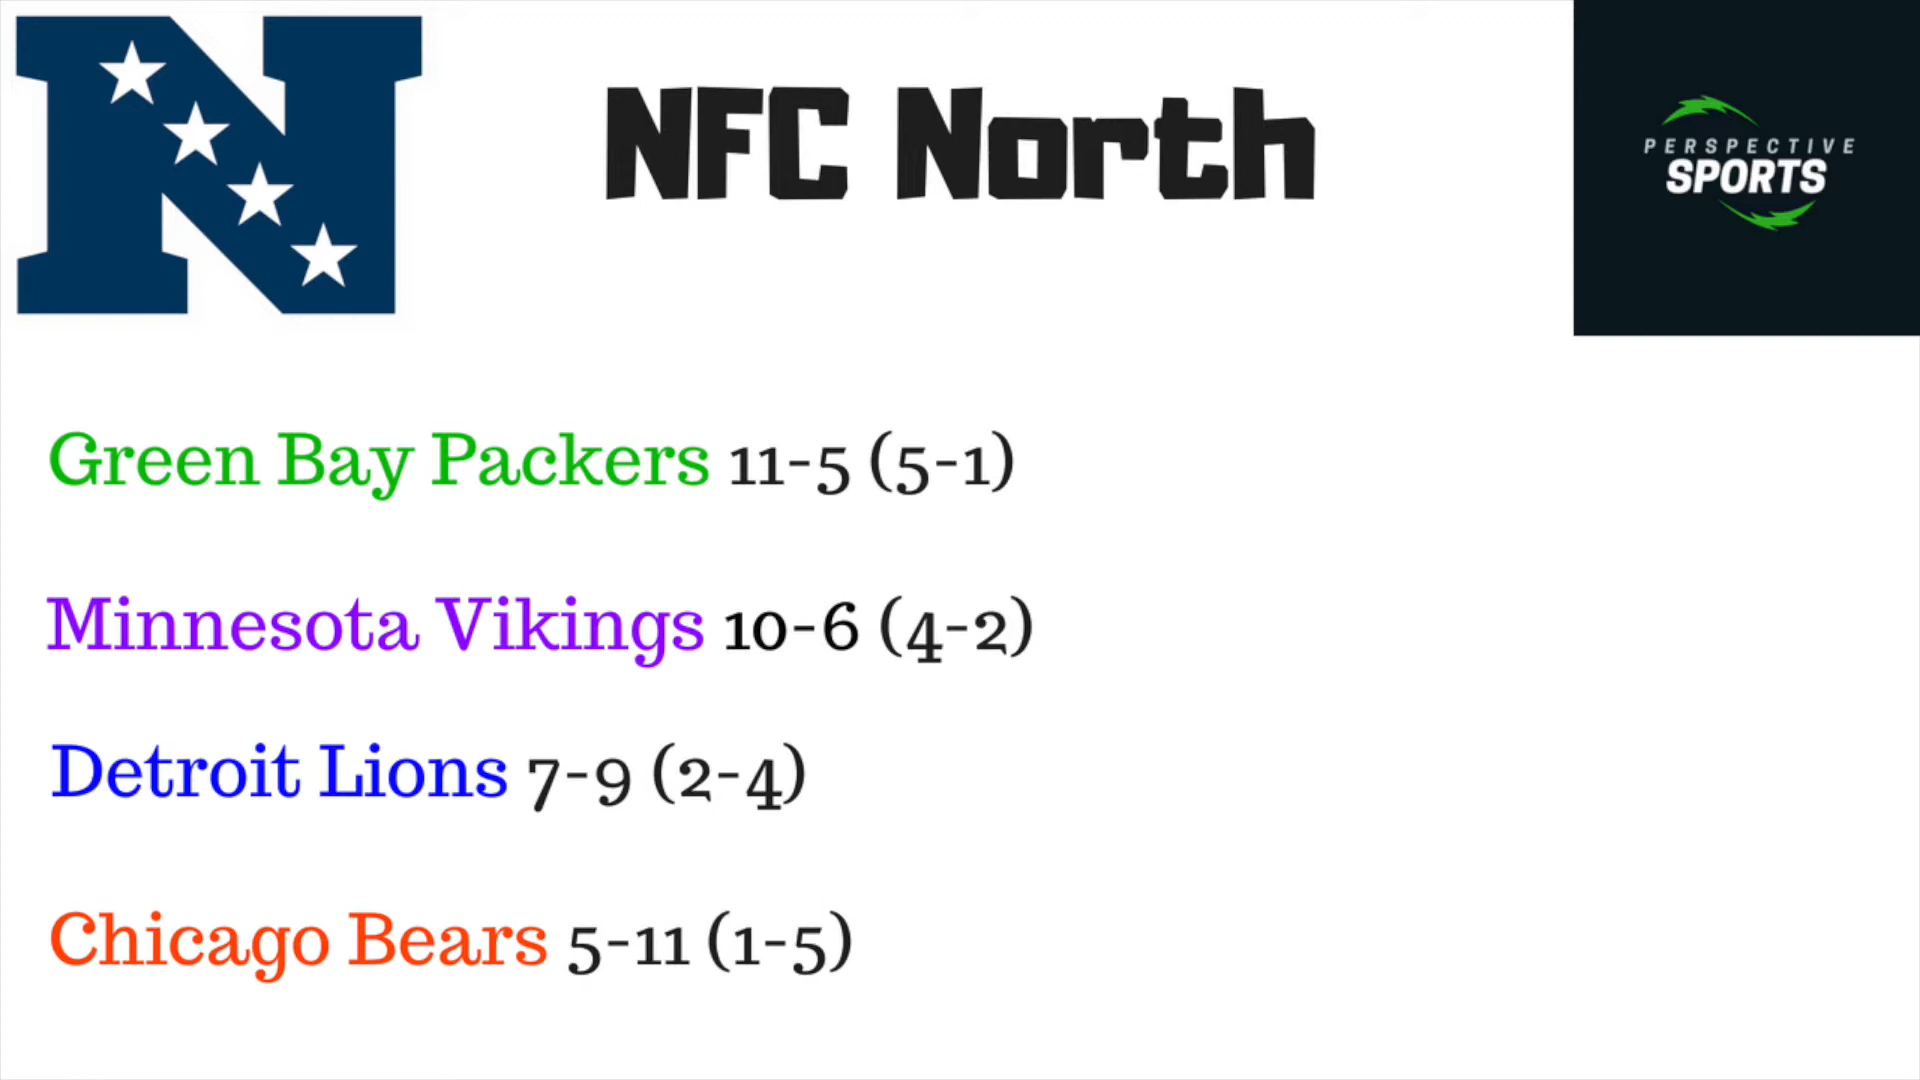 NFC North
PERSPECTIVE
SPORTS
Green Bay Packers 11-5 (5-1)
Minnesota Vikings 10-6 (4-2)
Detroit Lions 7-9 (2-4)
Chicago Bears 5-11 (1-5)